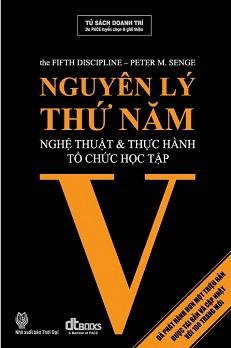 TỦ SÁCH DOANH TRÍ
Do PACE tuyển chọn & giới thiệu
the FIFTH DISCIPLINE – PETER M. SENGE
NGUYÊN LÝ
THỨ NĂM
NGHỆ THUẬT & THỰC HÀNH
TỔ CHỨC HỌC TẬP
V
ĐÃ PHÁT HÀNH HƠN MỘT TRIỆU BẢN
ĐƯỢC TÁI BẢN VÀ CẬP NHẬT
VỚI 100 TRANG MỚI
Nhà xuất bản Thời Đại
dtBOOKS
A Member of PACE